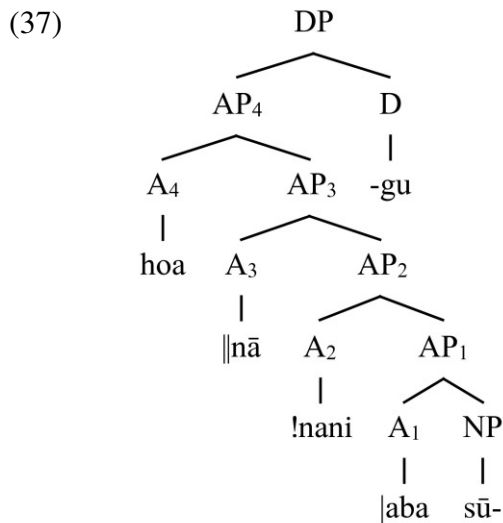 (37) DP
AP₄ D
A₄ AP₃ -gu
hoa A₃ AP₂
ǁnā A₂ AP₁
!nani A₁ NP
|aba sū-